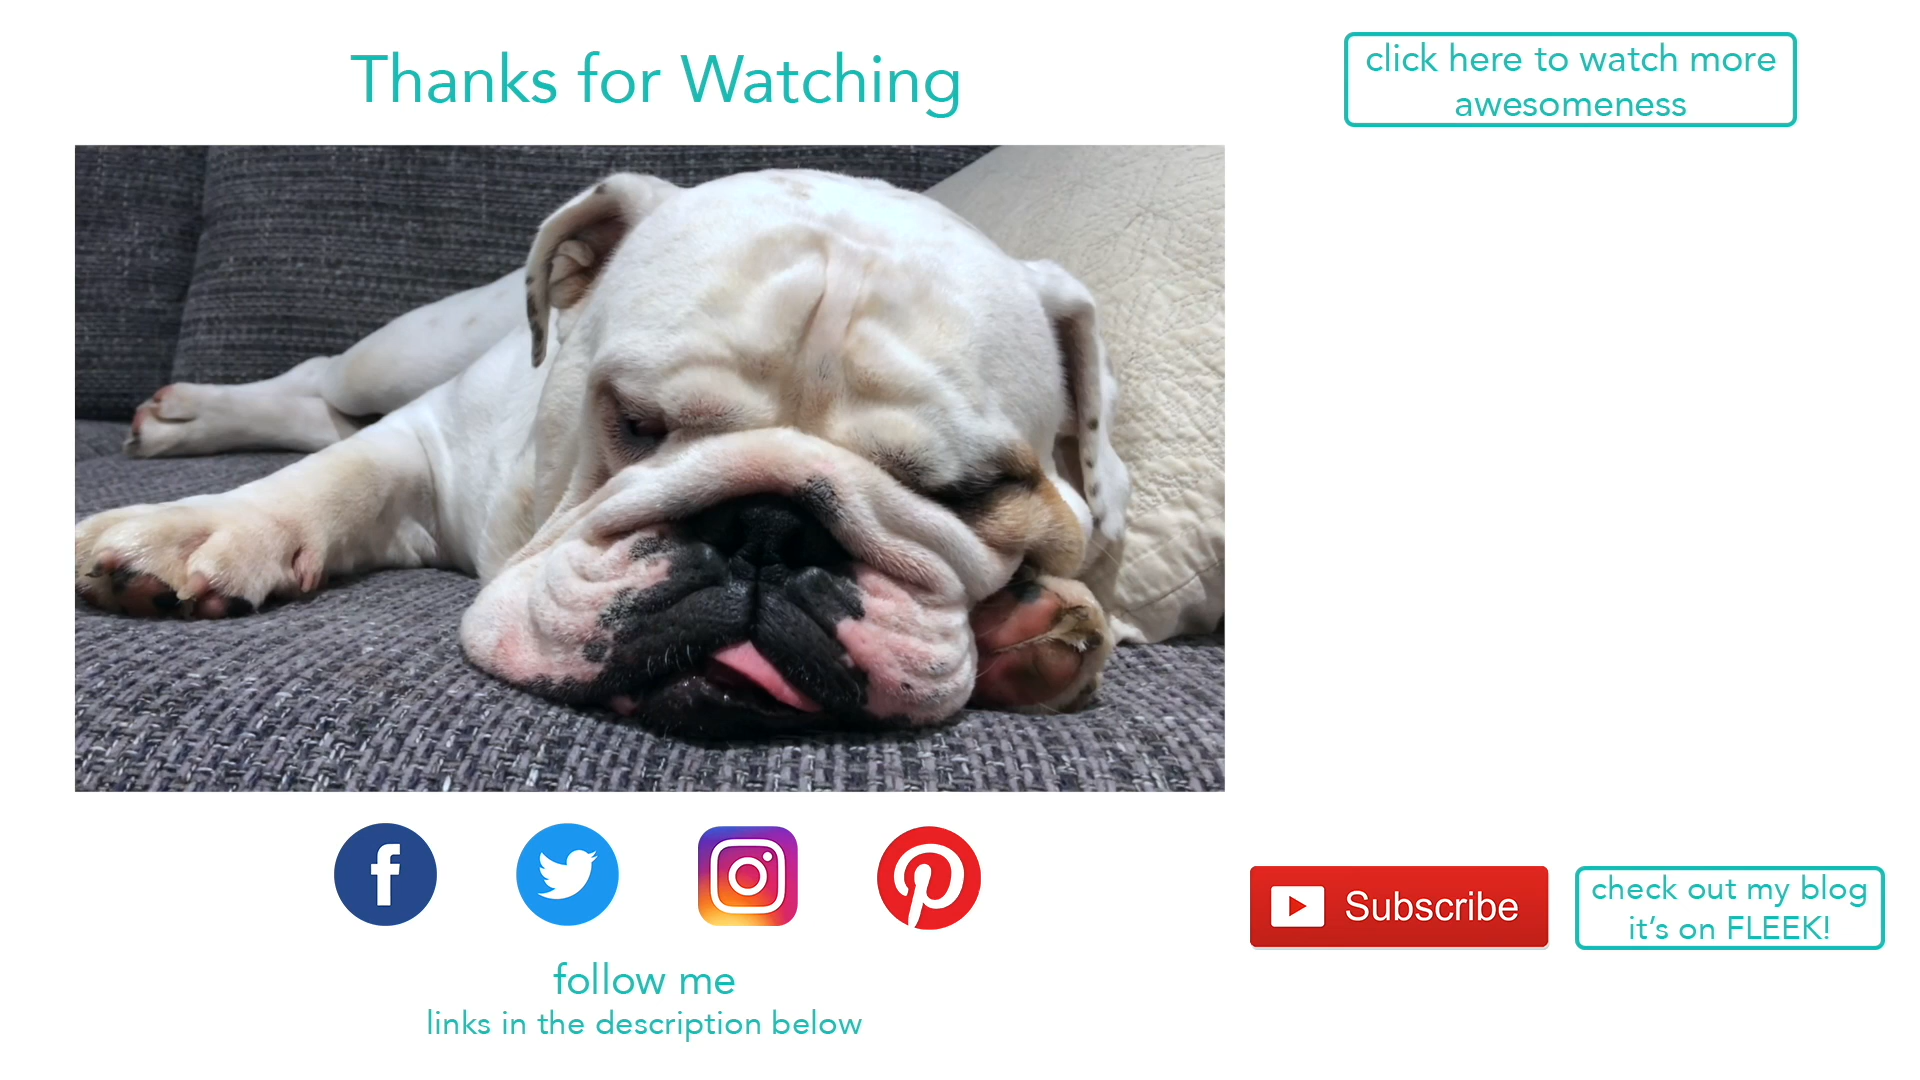 Thanks for Watching
click here to watch more
awesomeness
Subscribe
check out my blog
it's on FLEEK!
follow me
links in the description below